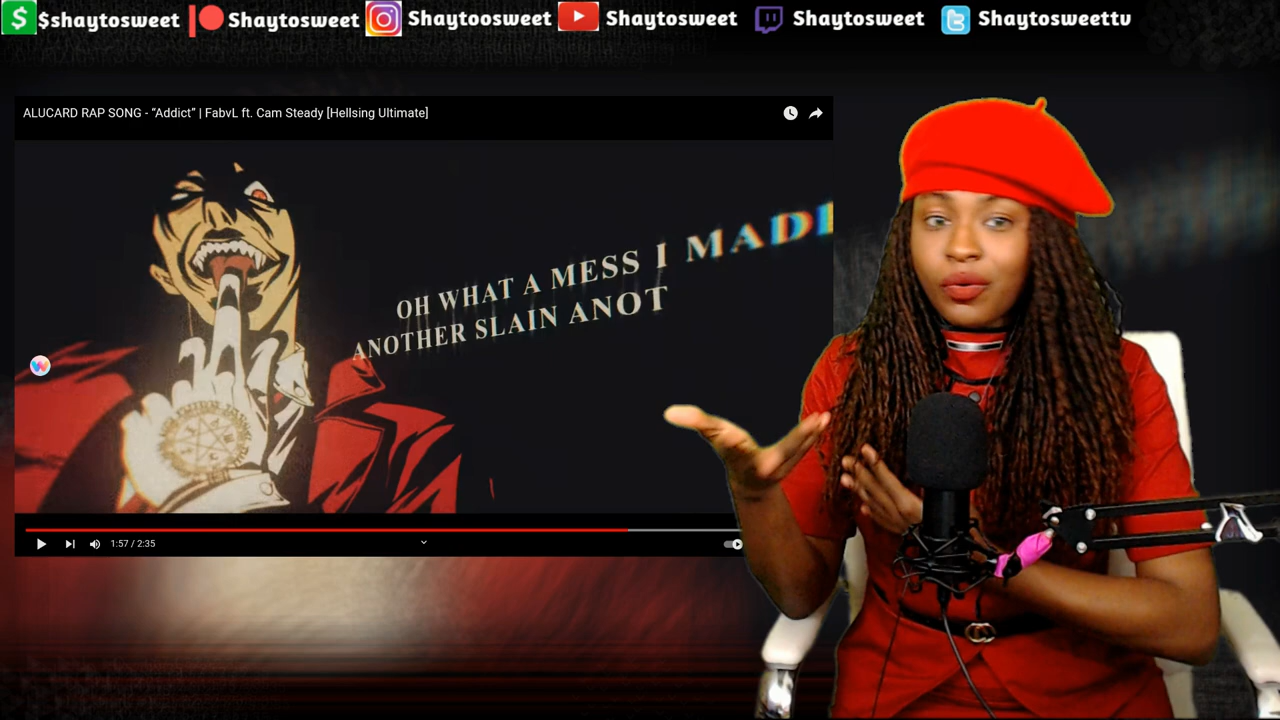 $shaytosweet Shaytosweet Shaytoosweet Shaytosweet Shaytosweet Shaytosweettv
ALUCARD RAP SONG - “Addict” | FabvL ft. Cam Steady [Hellsing Ultimate]
OH WHAT A MESS I MADE
ANOTHER SLAIN ANOT
1:57 / 2:35